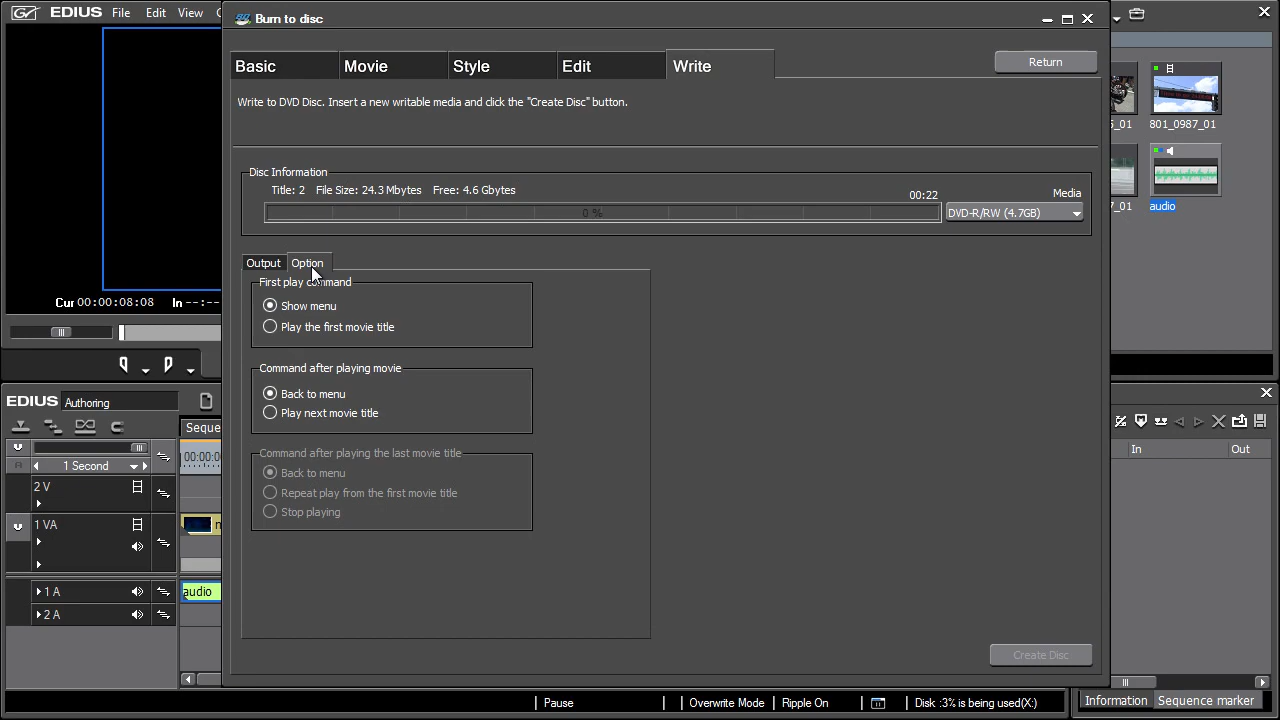 EDIUS File Edit View
Burn to disc
Basic Movie Style Edit Write Return
Write to DVD Disc. Insert a new writable media and click the "Create Disc" button.
Disc Information
Title: 2 File Size: 24.3 Mbytes Free: 4.6 Gbytes
00:22 Media
0 % DVD-R/RW (4.7GB)
Output Option
First play command
Show menu
Play the first movie title
Command after playing movie
Back to menu
Play next movie title
Command after playing the last movie title
Back to menu
Repeat play from the first movie title
Stop playing
Create Disc
Cur 00:00:08:08 In --:--
_01 801_0987_01
_01 audio
EDIUS Authoring
Seque
1 Second 00:00:0
2 V
1 VA
1 A audio
2 A
In Out
Pause Overwrite Mode Ripple On Disk :3% is being used(X:)
Information Sequence marker